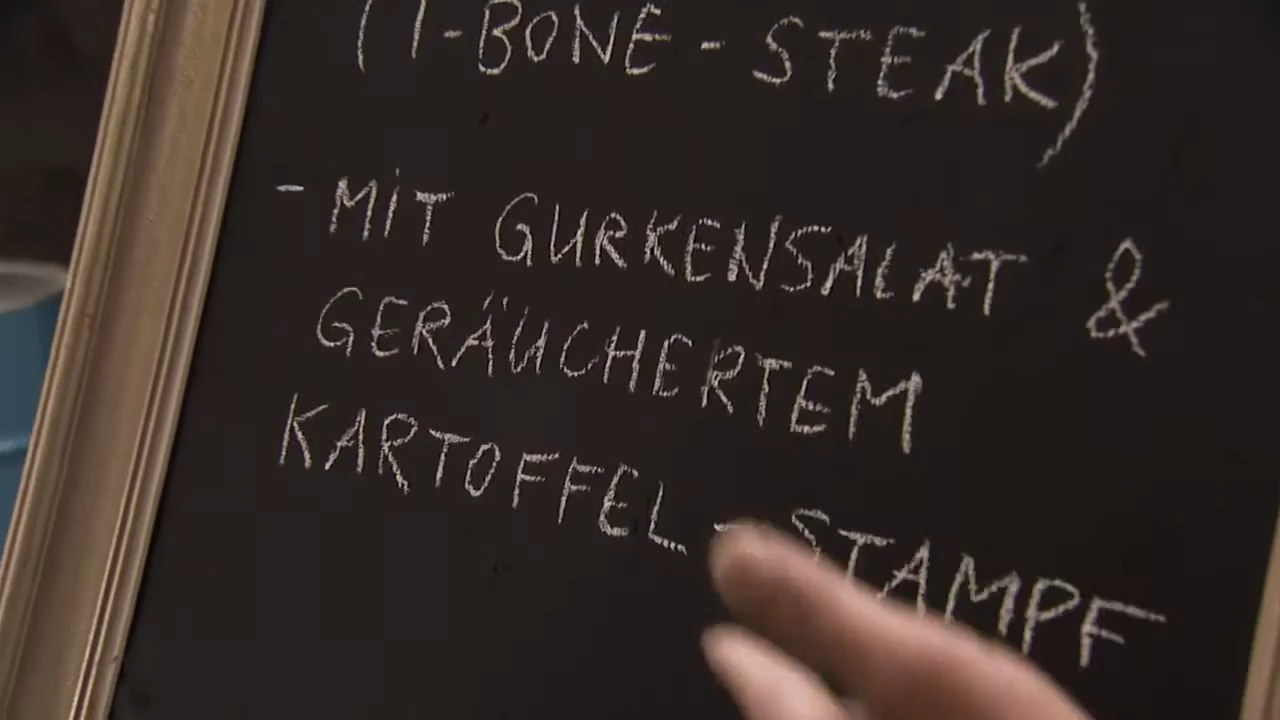 (T-BONE-STEAK)
- MIT GURKENSALAT &
GERÄUCHERTEM
KARTOFFEL-STAMPF